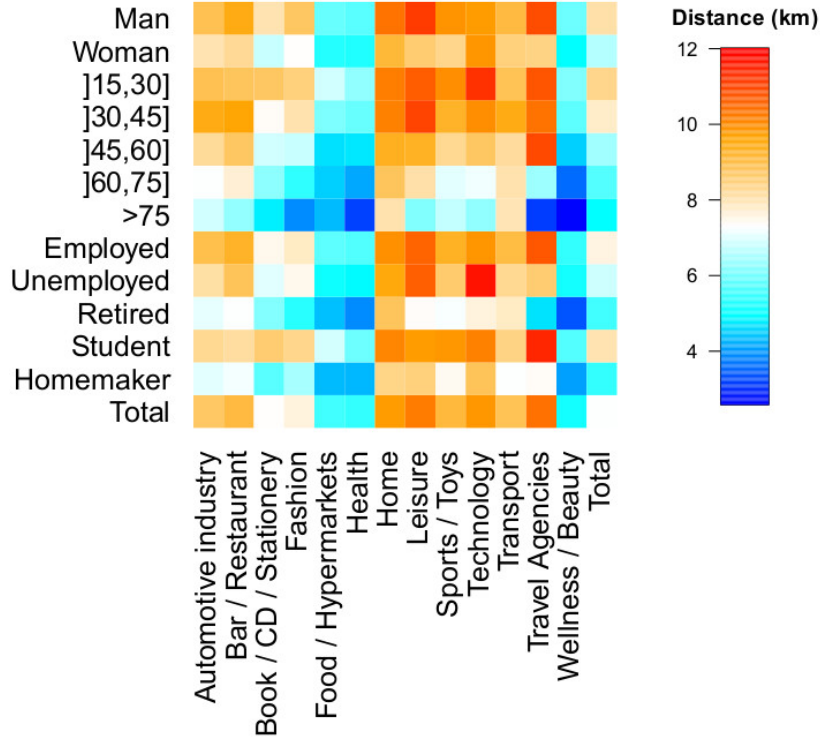 Man
Woman
]15,30]
]30,45]
]45,60]
]60,75]
>75
Employed
Unemployed
Retired
Student
Homemaker
Total
Automotive industry
Bar / Restaurant
Book / CD / Stationery
Fashion
Food / Hypermarkets
Health
Home
Leisure
Sports / Toys
Technology
Transport
Travel Agencies
Wellness / Beauty
Total
Distance (km)
12
10
8
6
4